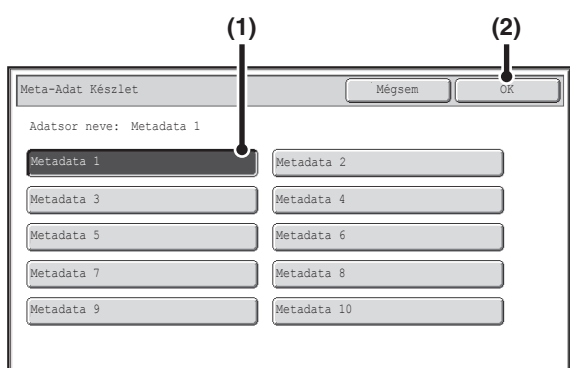 (1) (2)
Meta-Adat Készlet Mégsem OK
Adatsor neve: Metadata 1
Metadata 1 Metadata 2
Metadata 3 Metadata 4
Metadata 5 Metadata 6
Metadata 7 Metadata 8
Metadata 9 Metadata 10